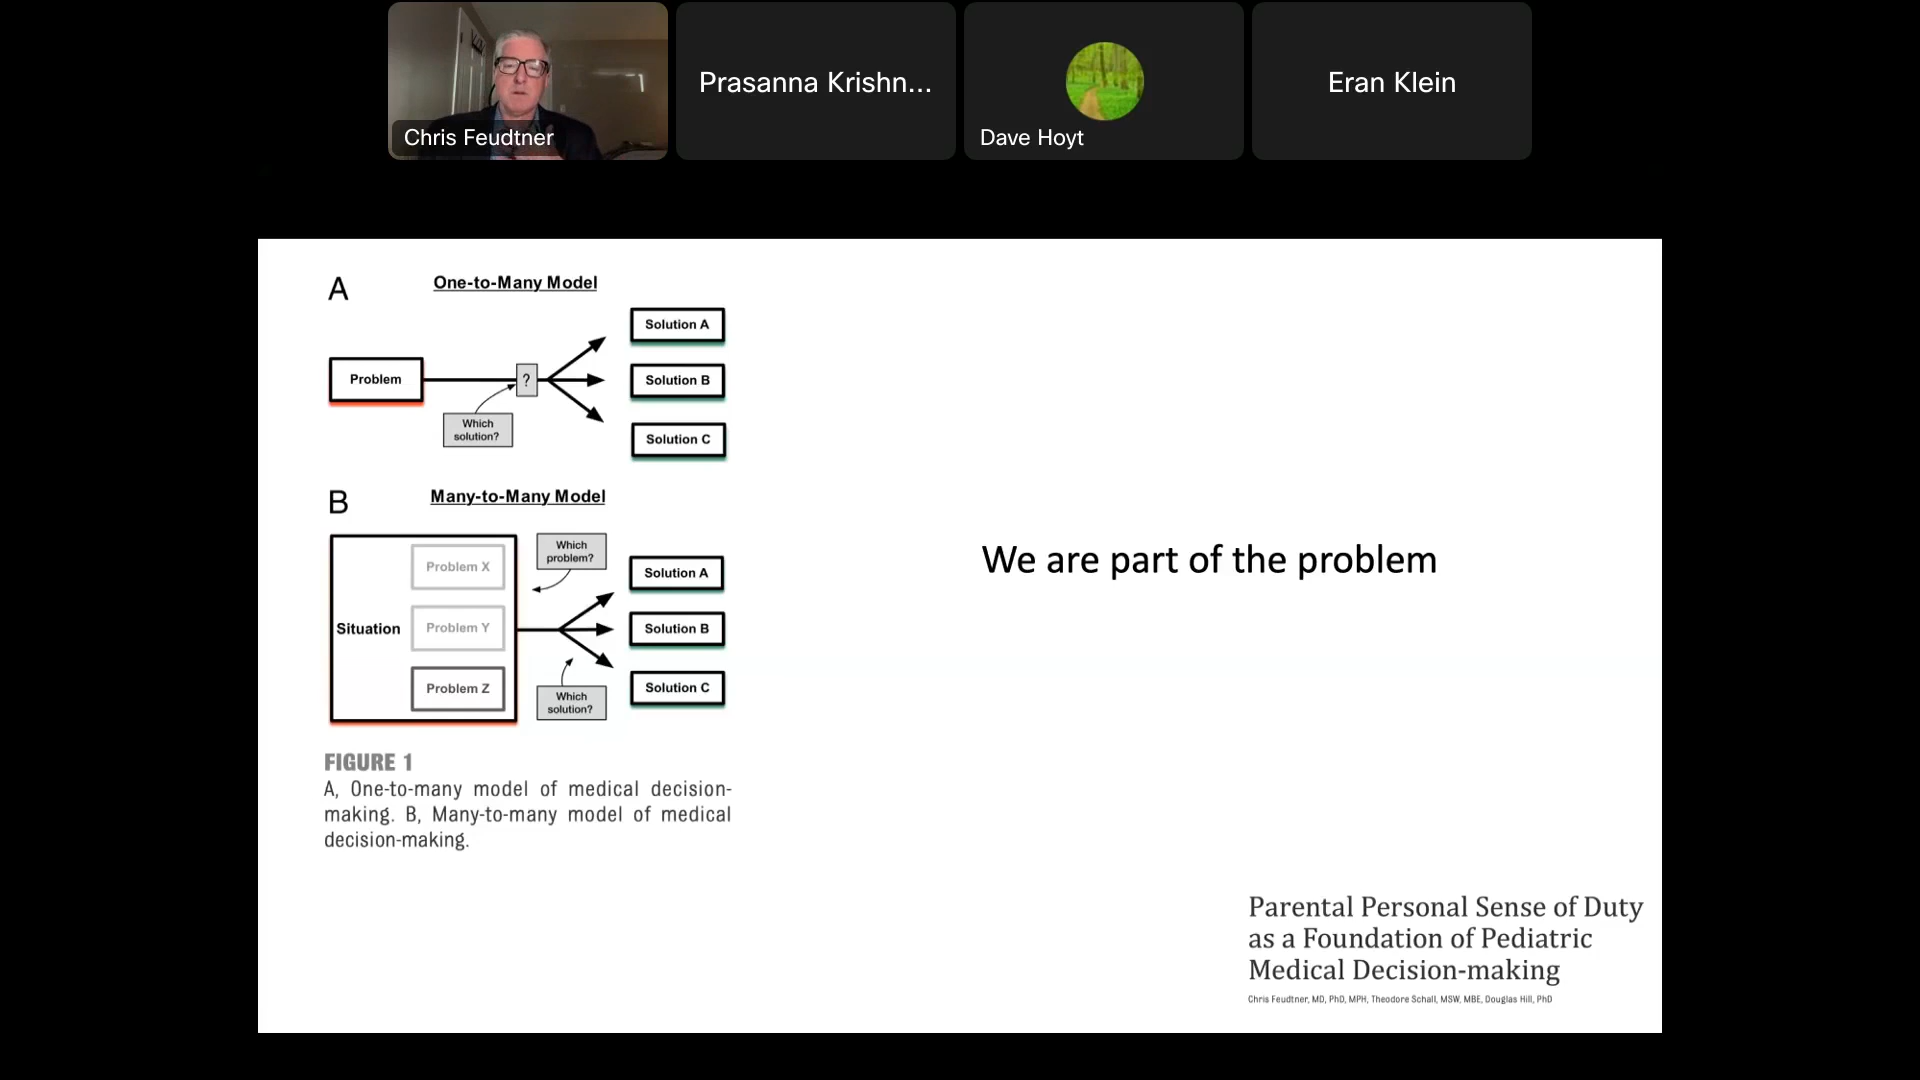 Chris Feudtner
Prasanna Krishn...
Dave Hoyt
Eran Klein
A
One-to-Many Model
Problem
?
Which
solution?
Solution A
Solution B
Solution C
B
Many-to-Many Model
Situation
Problem X
Problem Y
Problem Z
Which
problem?
Which
solution?
Solution A
Solution B
Solution C
FIGURE 1
A, One-to-many model of medical decision-
making. B, Many-to-many model of medical
decision-making.
We are part of the problem
Parental Personal Sense of Duty
as a Foundation of Pediatric
Medical Decision-making
Chris Feudtner, MD, PhD, MPH, Theodore Schall, MSW, MBE, Douglas Hill, PhD